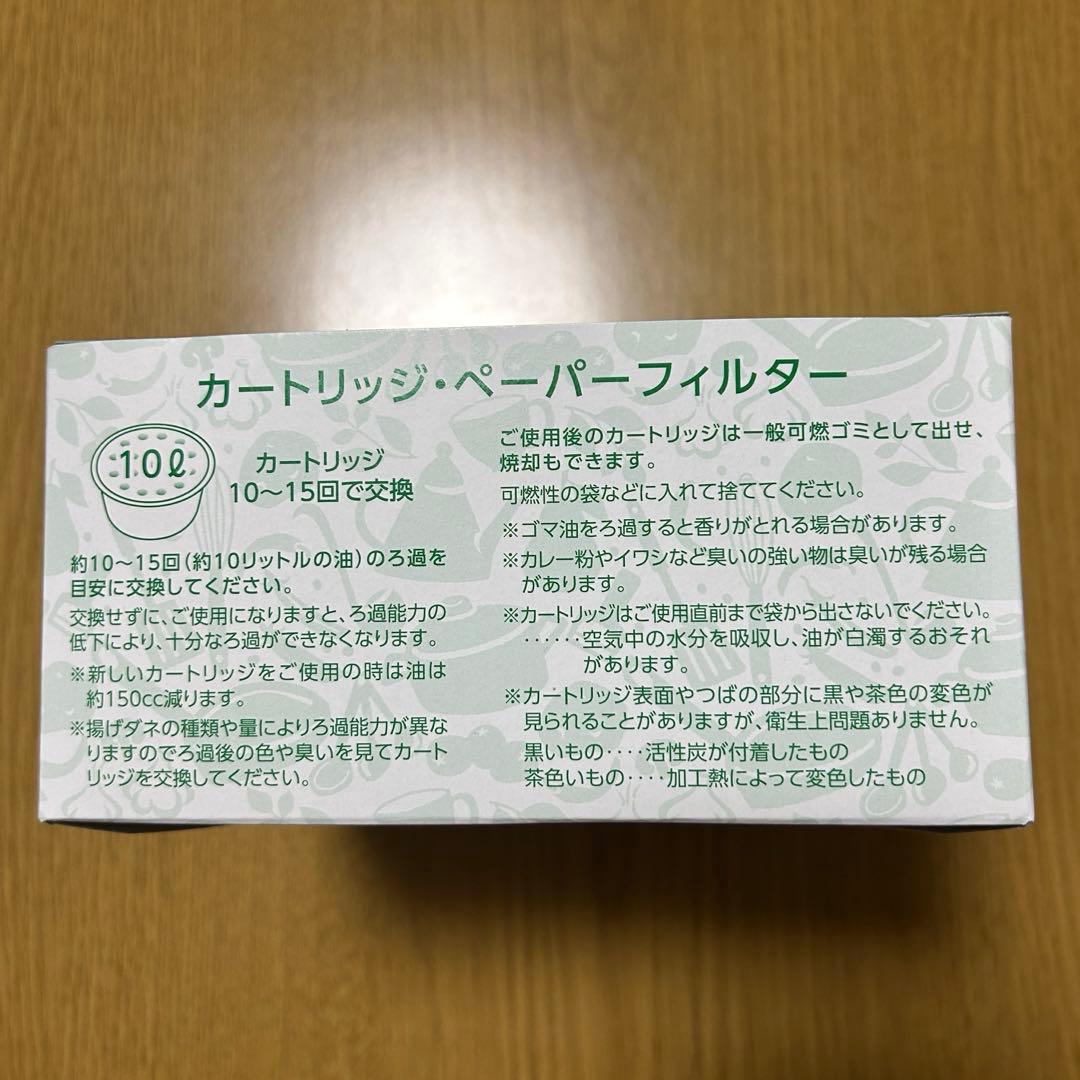 カートリッジ・ペーパーフィルター
10ℓ
カートリッジ
10〜15回で交換
約10〜15回(約10リットルの油)のろ過を
目安に交換してください。
交換せずに、ご使用になりますと、ろ過能力の
低下により、十分なろ過ができなくなります。
※新しいカートリッジをご使用の時は油は
約150cc減ります。
※揚げダネの種類や量によりろ過能力が異な
りますのでろ過後の色や臭いを見てカート
リッジを交換してください。
ご使用後のカートリッジは一般可燃ゴミとして出せ、
焼却もできます。
可燃性の袋などに入れて捨ててください。
※ゴマ油をろ過すると香りがとれる場合があります。
※カレー粉やイワシなど臭いの強い物は臭いが残る場合
があります。
※カートリッジはご使用直前まで袋から出さないでください。
‥‥‥空気中の水分を吸収し、油が白濁するおそれ
があります。
※カートリッジ表面やつばの部分に黒や茶色の変色が
見られることがありますが、衛生上問題ありません。
黒いもの‥‥活性炭が付着したもの
茶色いもの‥‥加工熱によって変色したもの